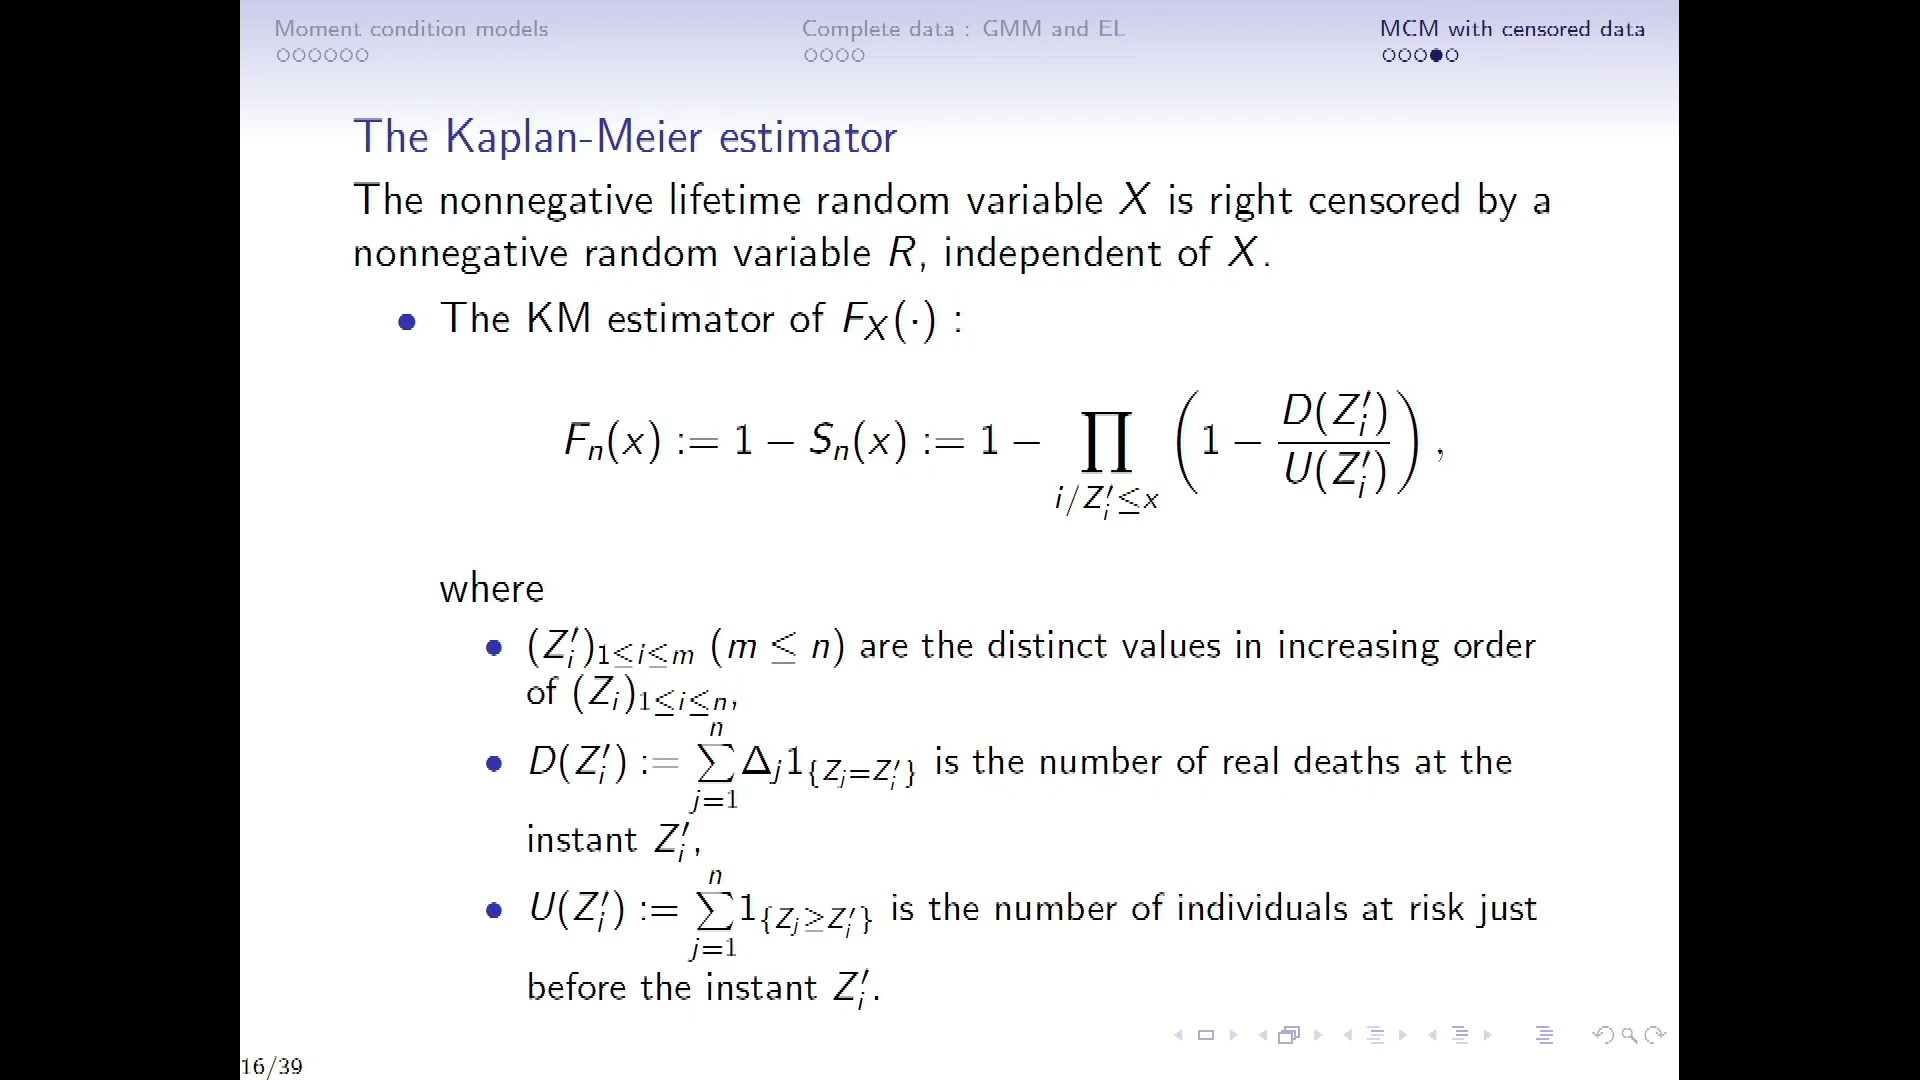 Moment condition models Complete data : GMM and EL MCM with censored data
The Kaplan-Meier estimator
The nonnegative lifetime random variable X is right censored by a
nonnegative random variable R, independent of X.
• The KM estimator of F_X(·) :
F_n(x) := 1 − S_n(x) := 1 − ∏_{i/Z′_i≤x} (1 − D(Z′_i)/U(Z′_i)) ,
where
• (Z′_i)_{1≤i≤m} (m ≤ n) are the distinct values in increasing order
of (Z_i)_{1≤i≤n},
• D(Z′_i) := ∑_{j=1}^{n} Δ_j 1_{{Z_j=Z′_i}} is the number of real deaths at the
instant Z′_i,
• U(Z′_i) := ∑_{j=1}^{n} 1_{{Z_j≥Z′_i}} is the number of individuals at risk just
before the instant Z′_i.
16/39